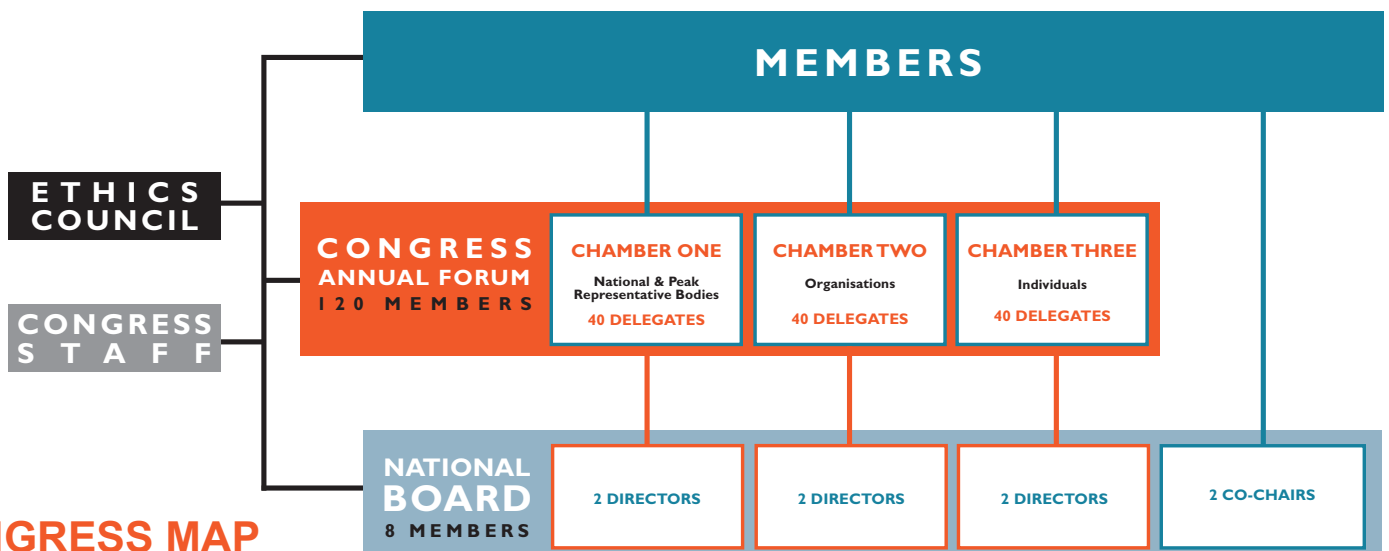 MEMBERS
ETHICS
COUNCIL
CONGRESS
STAFF
CONGRESS
ANNUAL FORUM
120 MEMBERS
CHAMBER ONE
National & Peak
Representative Bodies
40 DELEGATES
CHAMBER TWO
Organisations
40 DELEGATES
CHAMBER THREE
Individuals
40 DELEGATES
NATIONAL
BOARD
8 MEMBERS
2 DIRECTORS
2 DIRECTORS
2 DIRECTORS
2 CO-CHAIRS
NGRESS MAP